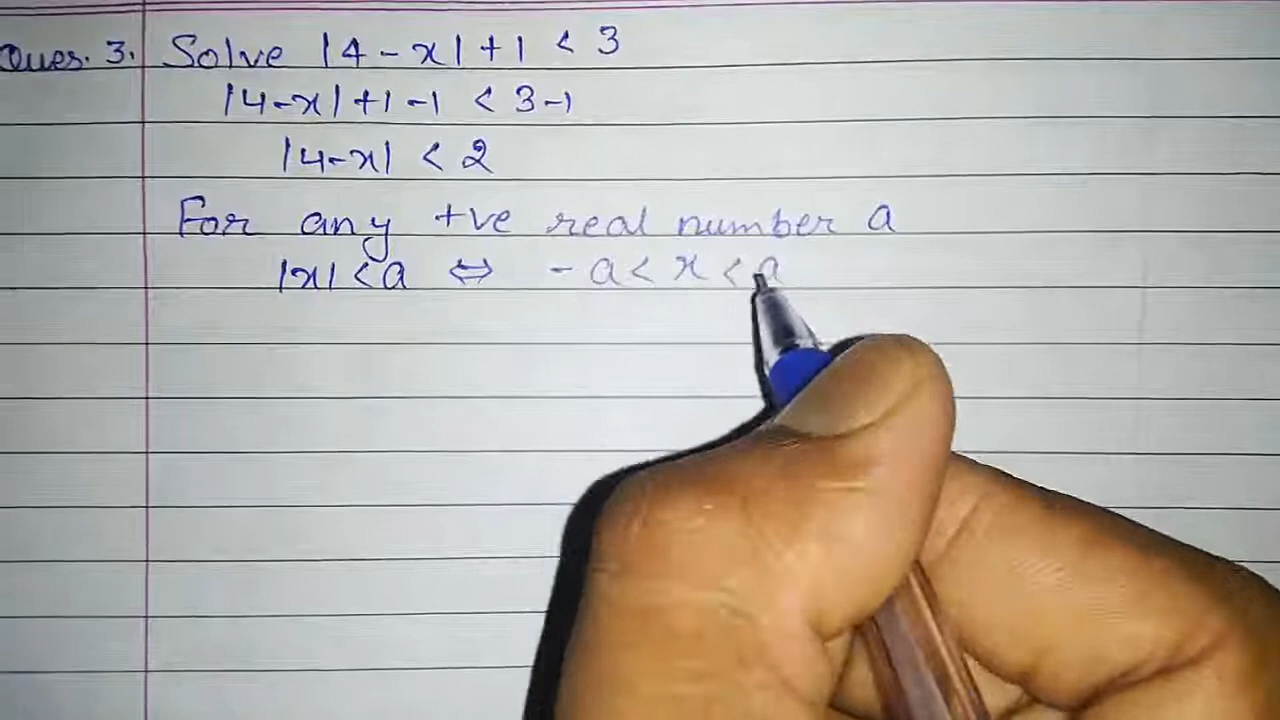 Ques. 3. Solve |4-x|+1 < 3
|4-x|+1-1 < 3-1
|4-x| < 2
For any +ve real number a
|x|<a ⇔ -a<x<a